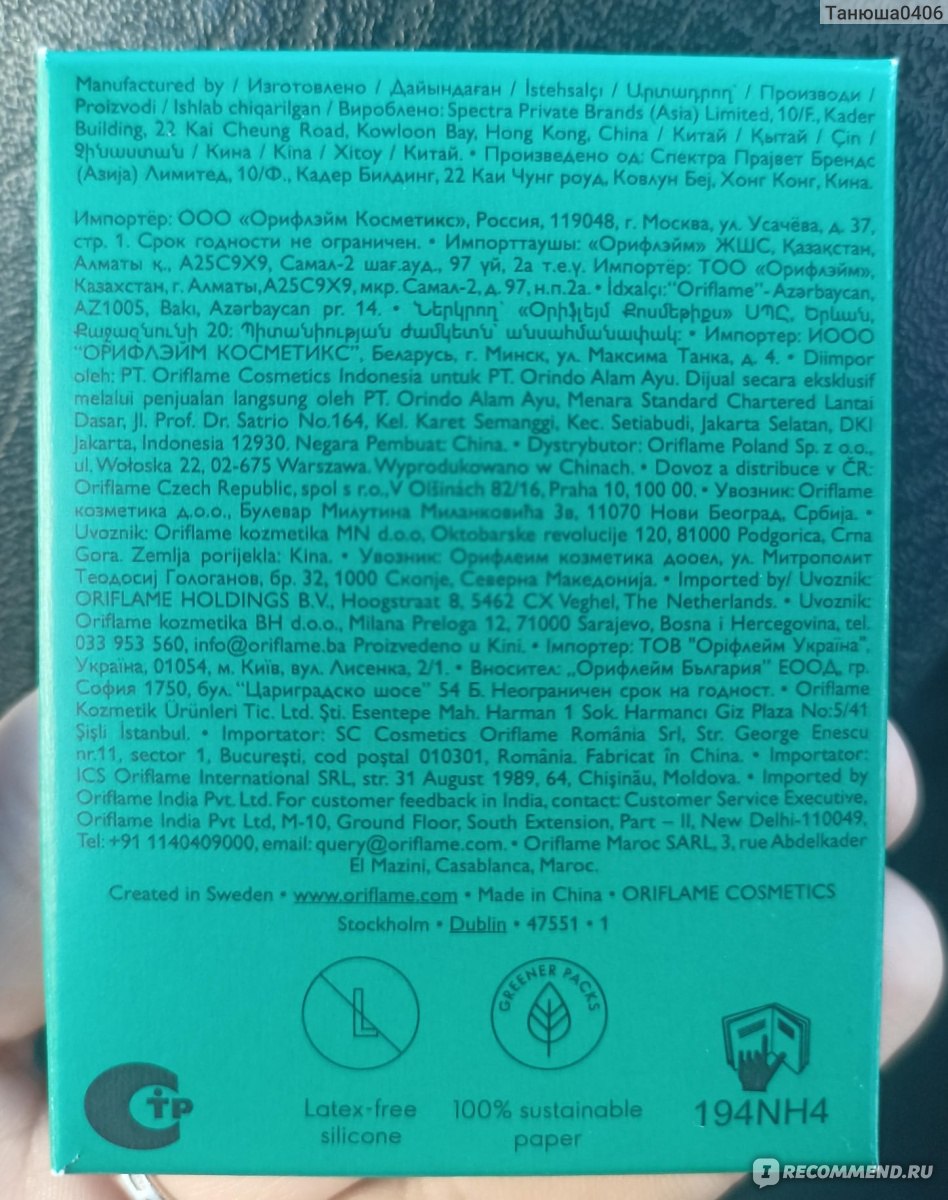 Танюша0406
Manufactured by / Изготовлено / Дайындаған / İstehsalçı / Արտադրող՝ / Произведи /
Proizvodi / Ishlab chiqarilgan / Вироблено: Spectra Private Brands (Asia) Limited, 10/F., Kader
Building, 22 Kai Cheung Road, Kowloon Bay, Hong Kong, China / Китай / Қытай / Çin /
Չինաստան / Кина / Kina / Xitoy / Китай. • Произведено од: Спектра Прајвет Брендс
(Азија) Лимитед, 10/Ф., Кадер Билдинг, 22 Каи Чунг роуд, Ковлун Беј, Хонг Конг, Кина.
Импортёр: ООО «Орифлэйм Косметикс», Россия, 119048, г. Москва, ул. Усачёва, д. 37,
стр. 1. Срок годности не ограничен. • Импорттаушы: «Орифлэйм» ЖШС, Қазақстан,
Алматы қ., A25C9X9, Самал-2 шағ.ауд., 97 үй, 2а т.е.ү. Импортёр: ТОО «Орифлэйм»,
Казахстан, г. Алматы,A25C9X9, мкр. Самал-2, д. 97, н.п.2а. • İdxalçı:"Oriflame"- Azərbaycan,
AZ1005, Bakı, Azərbaycan pr. 14. • Ներկրող՝ «Օրիֆլեյմ Քոսմեթիքս» ՍՊԸ, Երևան,
Քաջազնունի 20: Պիտանիության ժամկետն՝ անսահմանափակ: • Импортер: ИООО
"ОРИФЛЭЙМ КОСМЕТИКС", Беларусь, г. Минск, ул. Максима Танка, д. 4. • Diimpor
oleh: PT. Oriflame Cosmetics Indonesia untuk PT. Orindo Alam Ayu. Dijual secara eksklusif
melalui penjualan langsung oleh PT. Orindo Alam Ayu, Menara Standard Chartered Lantai
Dasar, Jl. Prof. Dr. Satrio No.164, Kel. Karet Semanggi, Kec. Setiabudi, Jakarta Selatan, DKI
Jakarta, Indonesia 12930. Negara Pembuat: China. • Dystrybutor: Oriflame Poland Sp. z o.o.,
ul. Wołoska 22, 02-675 Warszawa. Wyprodukowano w Chinach. • Dovoz a distribuce v ČR:
Oriflame Czech Republic, spol s r.o., V Olšinách 82/16, Praha 10, 100 00. • Увозник: Oriflame
козметика д.о.о., Булевар Милутина Миланковића 3в, 11070 Нови Београд, Србија. •
Uvoznik: Oriflame kozmetika MN d.o.o, Oktobarske revolucije 120, 81000 Podgorica, Crna
Gora. Zemlja porijekla: Kina. • Увозник: Орифлеим козметика дооел, ул. Митрополит
Теодосиј Гологанов, бр. 32, 1000 Скопје, Северна Македонија. • Imported by/ Uvoznik:
ORIFLAME HOLDINGS B.V., Hoogstraat 8, 5462 CX Veghel, The Netherlands. • Uvoznik:
Oriflame kozmetika BH d.o.o., Milana Preloga 12, 71000 Sarajevo, Bosna i Hercegovina, tel.
033 953 560, info@oriflame.ba Proizvedeno u Kini. • Імпортер: ТОВ "Оріфлейм Україна",
Україна, 01054, м. Київ, вул. Лисенка, 2/1. • Вносител: „Орифлейм България" ЕООД, гр.
София 1750, бул. "Цариградско шосе" 54 Б. Неограничен срок на годност. • Oriflame
Kozmetik Ürünleri Tic. Ltd. Şti. Esentepe Mah. Harman 1 Sok. Harmancı Giz Plaza No:5/41
Şişli İstanbul. • Importator: SC Cosmetics Oriflame România Srl, Str. George Enescu
nr.11, sector 1, Bucureşti, cod poştal 010301, România. Fabricat în China. • Importator:
ICS Oriflame International SRL, str. 31 August 1989, 64, Chişinău, Moldova. • Imported by
Oriflame India Pvt. Ltd. For customer feedback in India, contact: Customer Service Executive,
Oriflame India Pvt Ltd, M-10, Ground Floor, South Extension, Part – II, New Delhi-110049,
Tel: +91 1140409000, email: query@oriflame.com. • Oriflame Maroc SARL, 3, rue Abdelkader
El Mazini, Casablanca, Maroc.
Created in Sweden • www.oriflame.com • Made in China • ORIFLAME COSMETICS
Stockholm • Dublin • 47551 • 1
L
GREENER PACKS
СТР
Latex-free
silicone
100% sustainable
paper
194NH4
IRECOMMEND.RU